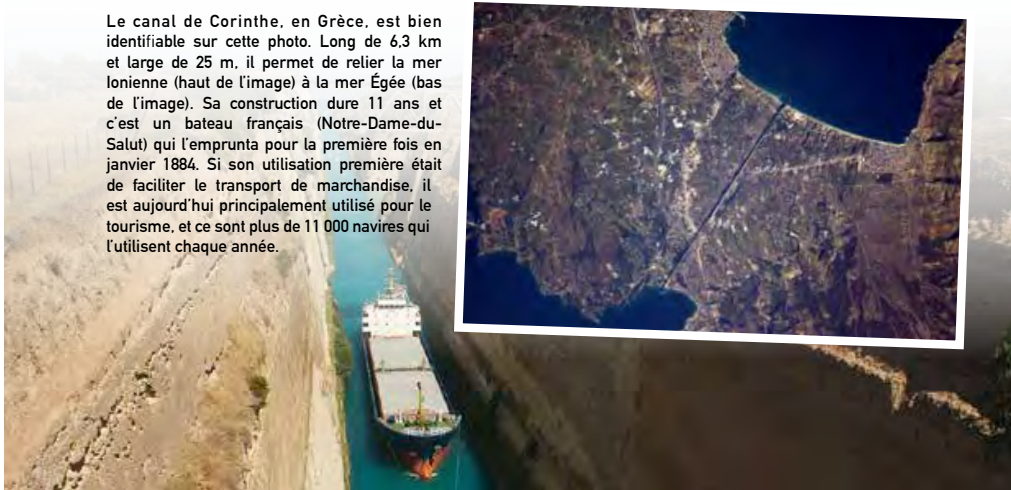 Le canal de Corinthe, en Grèce, est bien
identifiable sur cette photo. Long de 6,3 km
et large de 25 m, il permet de relier la mer
Ionienne (haut de l'image) à la mer Égée (bas
de l'image). Sa construction dure 11 ans et
c'est un bateau français (Notre-Dame-du-
Salut) qui l'emprunta pour la première fois en
janvier 1884. Si son utilisation première était
de faciliter le transport de marchandise, il
est aujourd'hui principalement utilisé pour le
tourisme, et ce sont plus de 11 000 navires qui
l'utilisent chaque année.